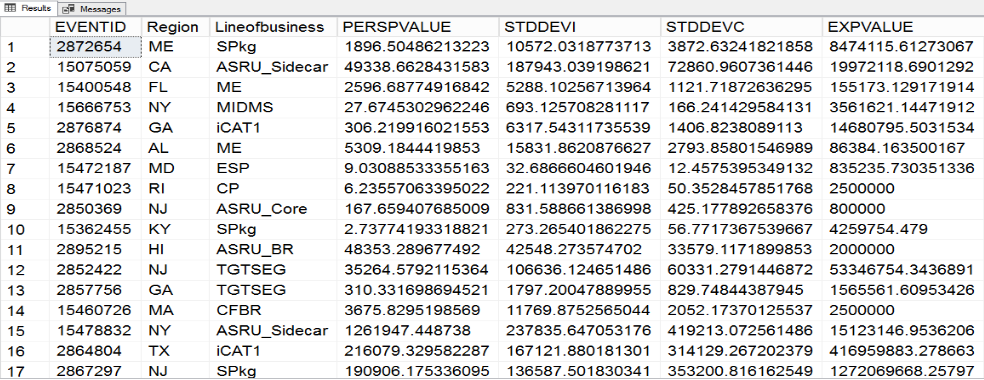 Results Messages
EVENTID Region Lineofbusiness PERSPVALUE STDDEVI STDDEVC EXPVALUE
1 2872654 ME SPkg 1896.50486213223 10572.0318773713 3872.63241821858 8474115.61273067
2 15075059 CA ASRU_Sidecar 49338.6628431583 187943.039198621 72860.9607361446 19972118.6901292
3 15400548 FL ME 2596.68774916842 5288.10256713964 1121.71872636295 155173.129171914
4 15666753 NY MIDMS 27.6745302962246 693.125708281117 166.241429584131 3561621.14471912
5 2876874 GA iCAT1 306.219916021553 6317.54311735539 1406.8238089113 14680795.5031534
6 2868524 AL ME 5309.1844419853 15831.8620876627 2793.85801546989 86384.163500167
7 15472187 MD ESP 9.03088533355163 32.6866604601946 12.4575395349132 835235.730351336
8 15471023 RI CP 6.23557063395022 221.113970116183 50.3528457851768 2500000
9 2850369 NJ ASRU_Core 167.659407685009 831.588661386998 425.177892658376 800000
10 15362455 KY SPkg 2.73774193318821 273.265401862275 56.7717367539667 4259754.479
11 2895215 HI ASRU_BR 48353.289677492 42548.273574702 33579.1171899853 2000000
12 2852422 NJ TGTSEG 35264.5792115364 106636.124651486 60331.2791446872 53346754.3436891
13 2857756 GA TGTSEG 310.331698694521 1797.20047889955 829.74844387945 1565561.60953426
14 15460726 MA CFBR 3675.8295198569 11769.8752565044 2052.17370125537 2500000
15 15478832 NY ASRU_Sidecar 1261947.448738 237835.647053176 419213.072561486 15123146.9536206
16 2864804 TX iCAT1 216079.329582287 167121.880181301 314129.267202379 416959883.278663
17 2867297 NJ SPkg 190906.175336095 136587.501830341 353200.816162549 1272069668.25797